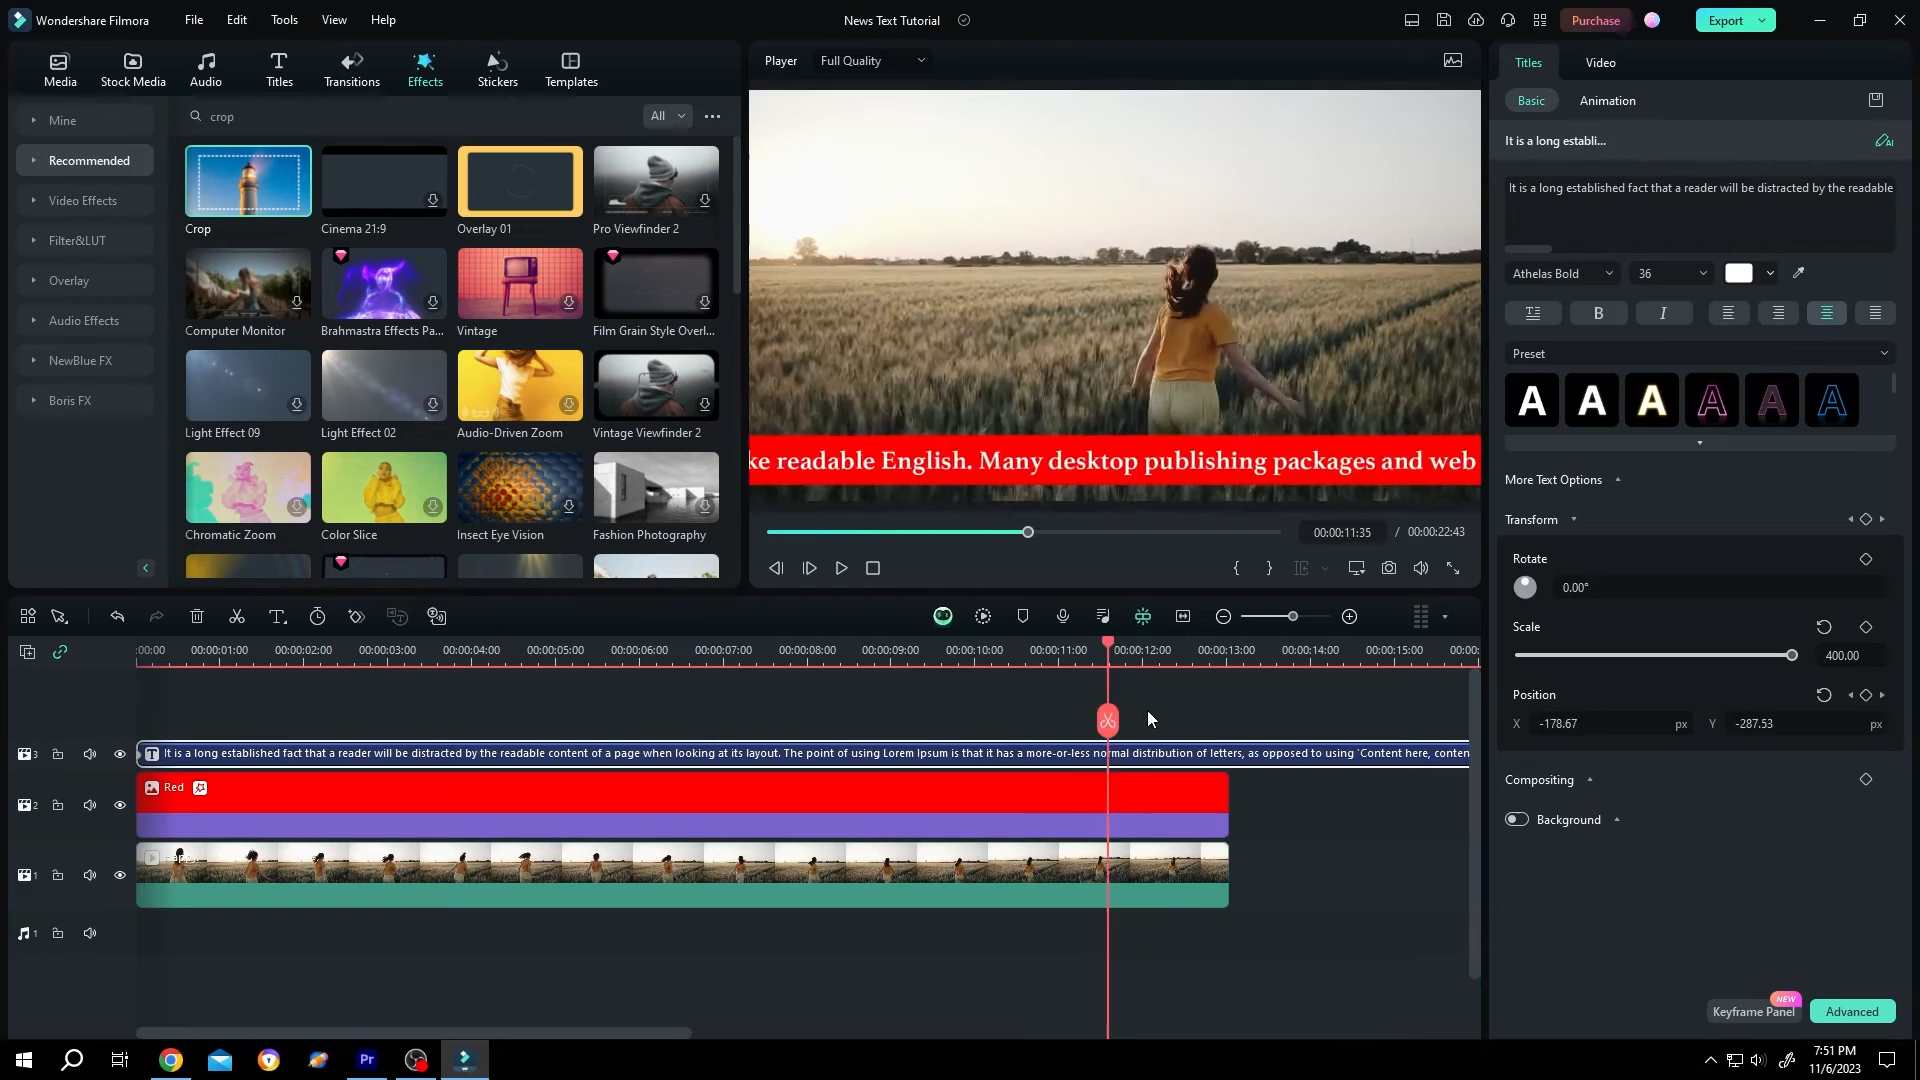 Wondershare Filmora File Edit Tools View Help News Text Tutorial Purchase Export
Media Stock Media Audio Titles Transitions Effects Stickers Templates
Mine
Recommended
Video Effects
Filter&LUT
Overlay
Audio Effects
NewBlue FX
Boris FX
crop All
Crop Cinema 21:9 Overlay 01 Pro Viewfinder 2
Computer Monitor Brahmastra Effects Pa... Vintage Film Grain Style Overl...
Light Effect 09 Light Effect 02 Audio-Driven Zoom Vintage Viewfinder 2
Chromatic Zoom Color Slice Insect Eye Vision Fashion Photography
Player Full Quality
ke readable English. Many desktop publishing packages and web
00:00:11:35 / 00:00:22:43
Titles Video
Basic Animation
It is a long establi...
AI
It is a long established fact that a reader will be distracted by the readable
Athelas Bold 36
B I
Preset
A A A A A A
More Text Options
Transform
Rotate
0.00°
Scale
400.00
Position
X -178.67 px Y -287.53 px
Compositing
Background
NEW
Keyframe Panel Advanced
:00:00 00:00:01:00 00:00:02:00 00:00:03:00 00:00:04:00 00:00:05:00 00:00:06:00 00:00:07:00 00:00:08:00 00:00:09:00 00:00:10:00 00:00:11:00 00:00:12:00 00:00:13:00 00:00:14:00 00:00:15:00 00:00:
3 T It is a long established fact that a reader will be distracted by the readable content of a page when looking at its layout. The point of using Lorem Ipsum is that it has a more-or-less normal distribution of letters, as opposed to using 'Content here, conten
2 Red
1
1
Pr
7:51 PM
11/6/2023